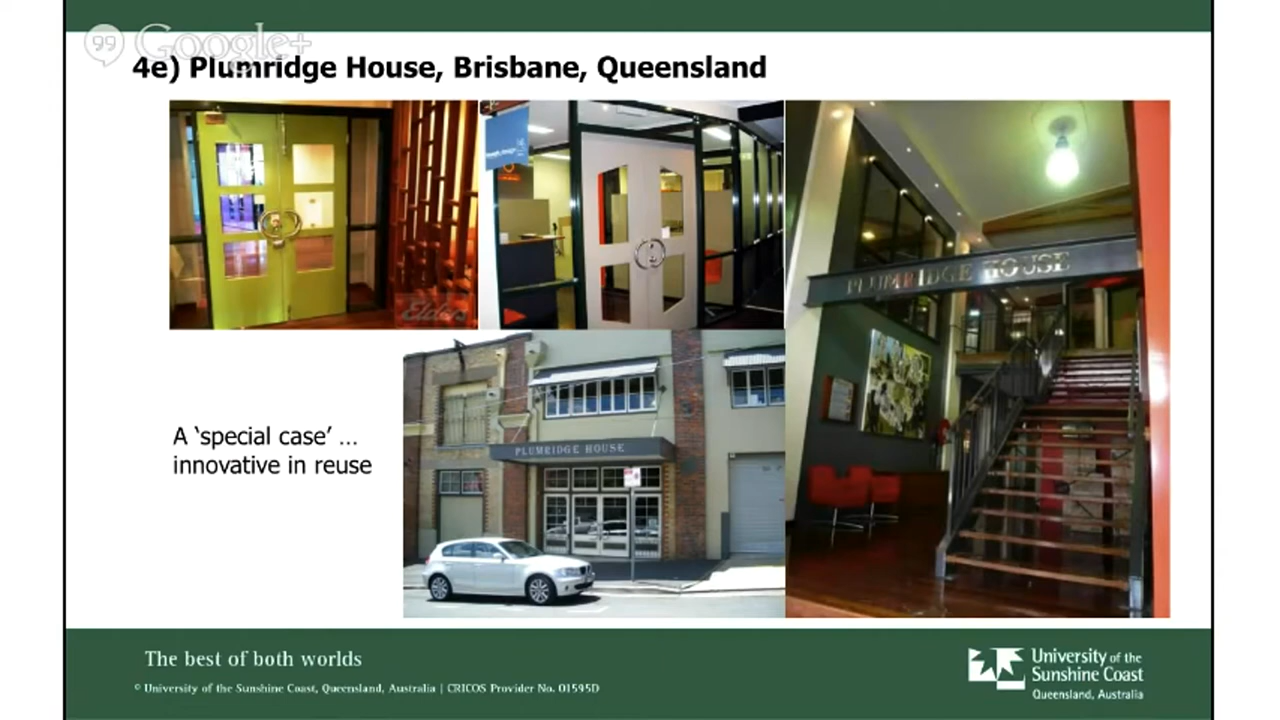 Google+
4e) Plumridge House, Brisbane, Queensland
Elders
PLUMRIDGE HOUSE
PLUMRIDGE HOUSE
A ‘special case’ …
innovative in reuse
The best of both worlds
© University of the Sunshine Coast, Queensland, Australia | CRICOS Provider No. 01595D
University of the
Sunshine Coast
Queensland, Australia